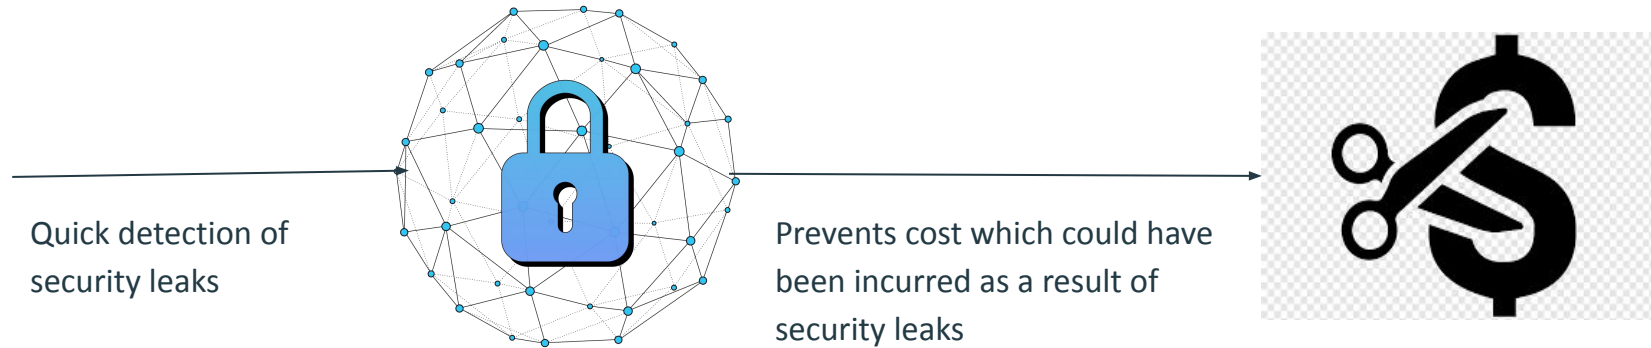 Quick detection of
security leaks
Prevents cost which could have
been incurred as a result of
security leaks